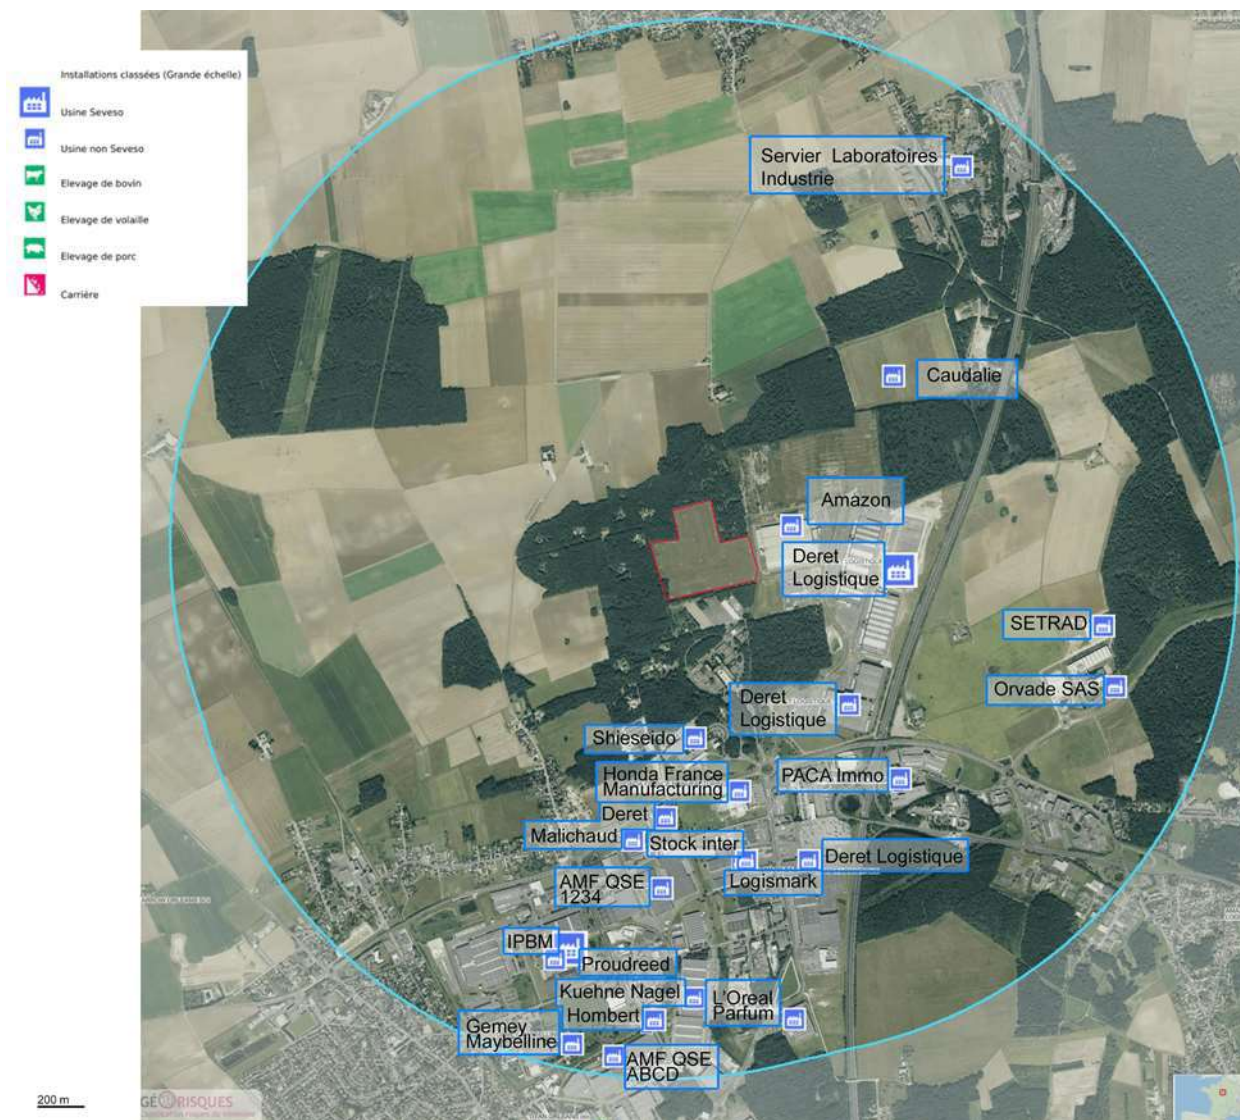 Installations classées (Grande échelle)
Usine Seveso
Usine non Seveso
Elevage de bovin
Elevage de volaille
Elevage de porc
Carrière
Servier Laboratoires
Industrie
Caudalie
Amazon
Deret
Logistique
SETRAD
Orvade SAS
Deret
Logistique
Shieseido
Honda France
Manufacturing
PACA Immo
Deret
Malichaud
Stock inter
Deret Logistique
Logismark
AMF QSE
1234
IPBM
Proudreed
Kuehne Nagel
L'Oreal
Parfum
Hombert
Gemey
Maybelline
AMF QSE
ABCD
200 m
GÉORISQUES